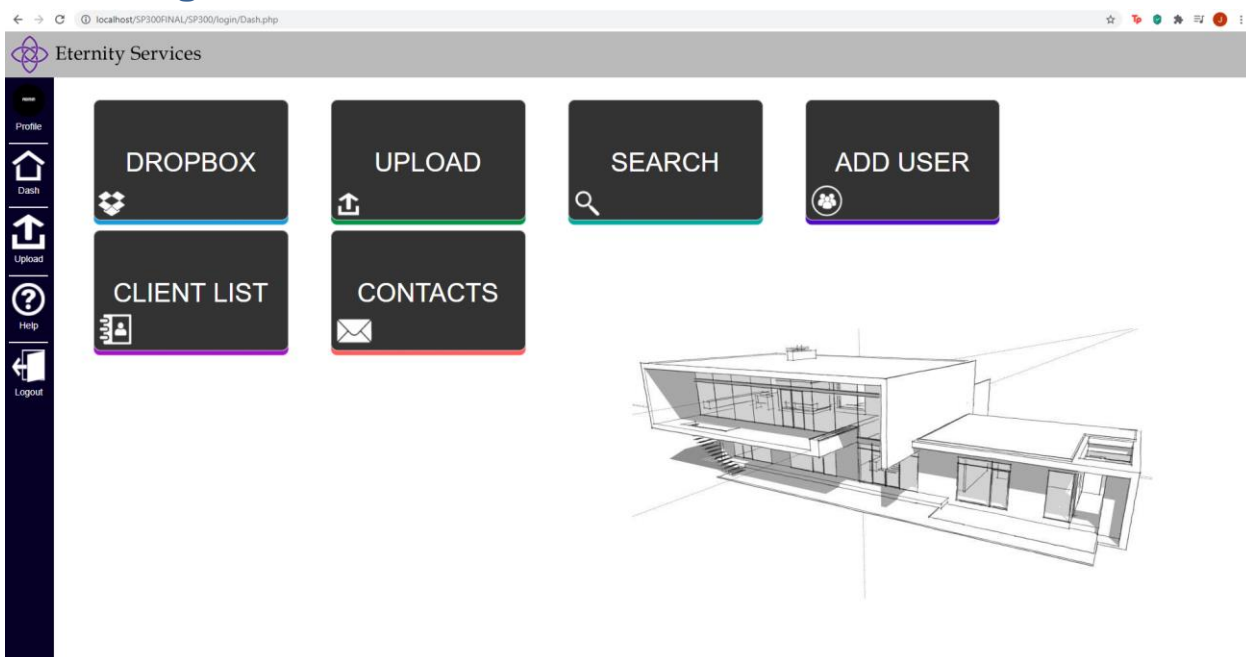 localhost/SP300FINAL/SP300/login/Dash.php
Eternity Services
Profile
Dash
Upload
Help
Logout
DROPBOX
UPLOAD
SEARCH
ADD USER
CLIENT LIST
CONTACTS